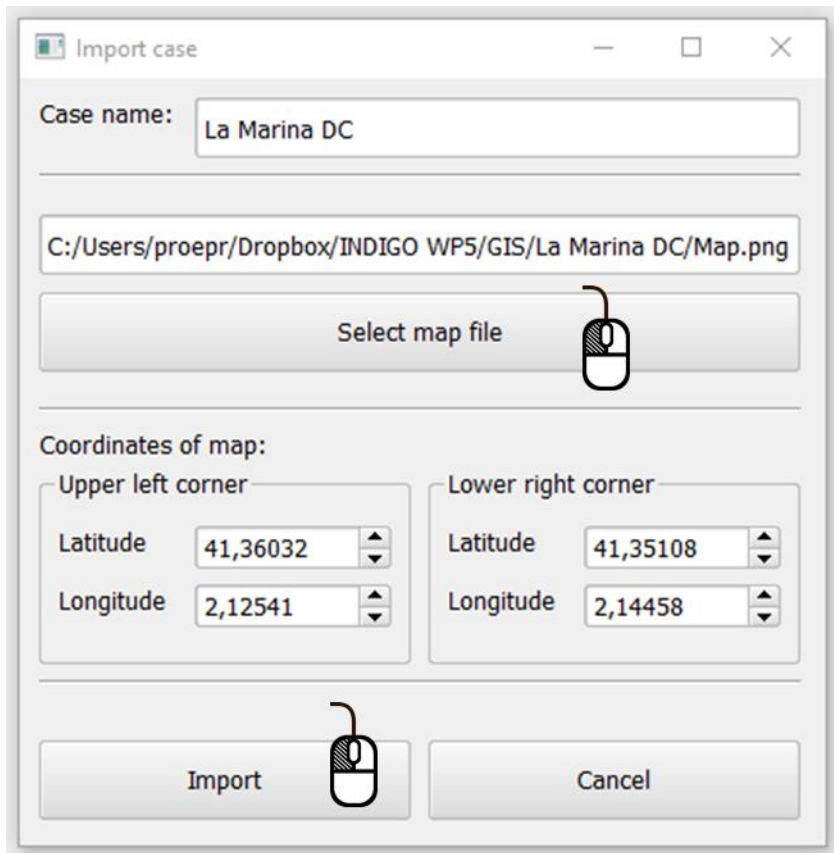 Import case
Case name:
La Marina DC
C:/Users/proepr/Dropbox/INDIGO WP5/GIS/La Marina DC/Map.png
Select map file
Coordinates of map:
Upper left corner
Latitude 41,36032
Longitude 2,12541
Lower right corner
Latitude 41,35108
Longitude 2,14458
Import
Cancel